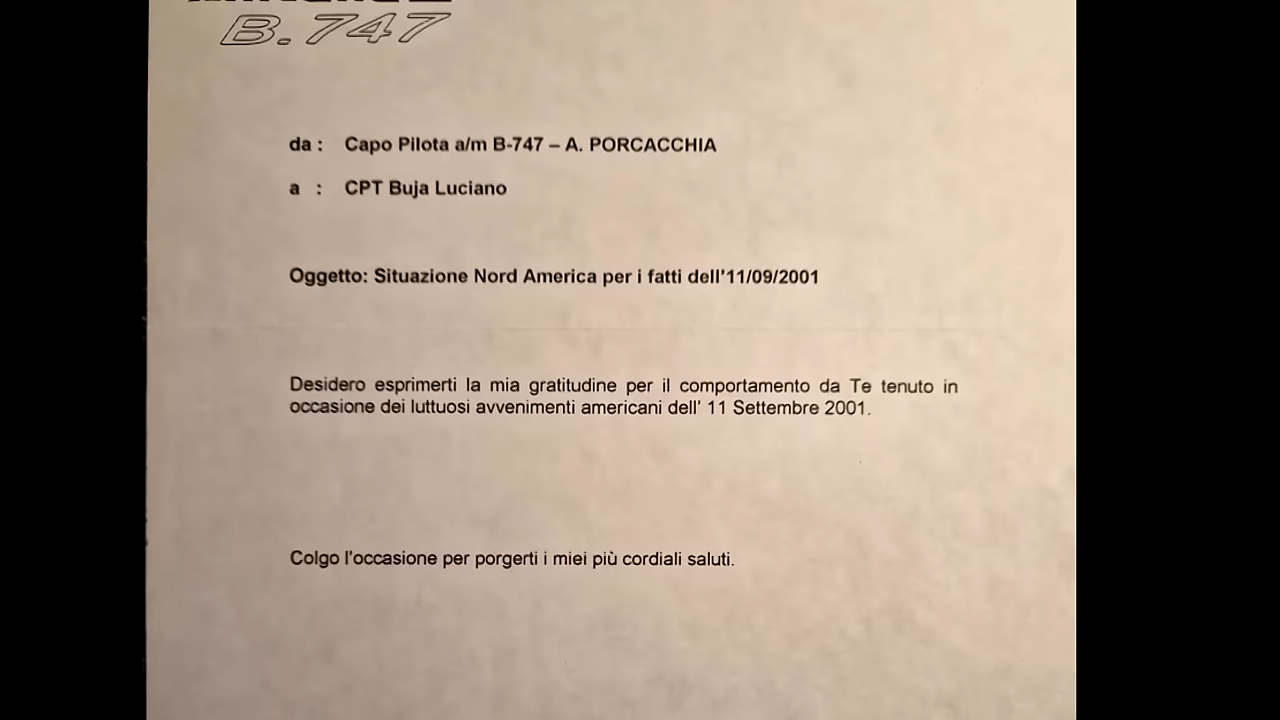 B.747
da : Capo Pilota a/m B-747 – A. PORCACCHIA
a : CPT Buja Luciano
Oggetto: Situazione Nord America per i fatti dell'11/09/2001
Desidero esprimerti la mia gratitudine per il comportamento da Te tenuto in
occasione dei luttuosi avvenimenti americani dell' 11 Settembre 2001.
Colgo l'occasione per porgerti i miei più cordiali saluti.